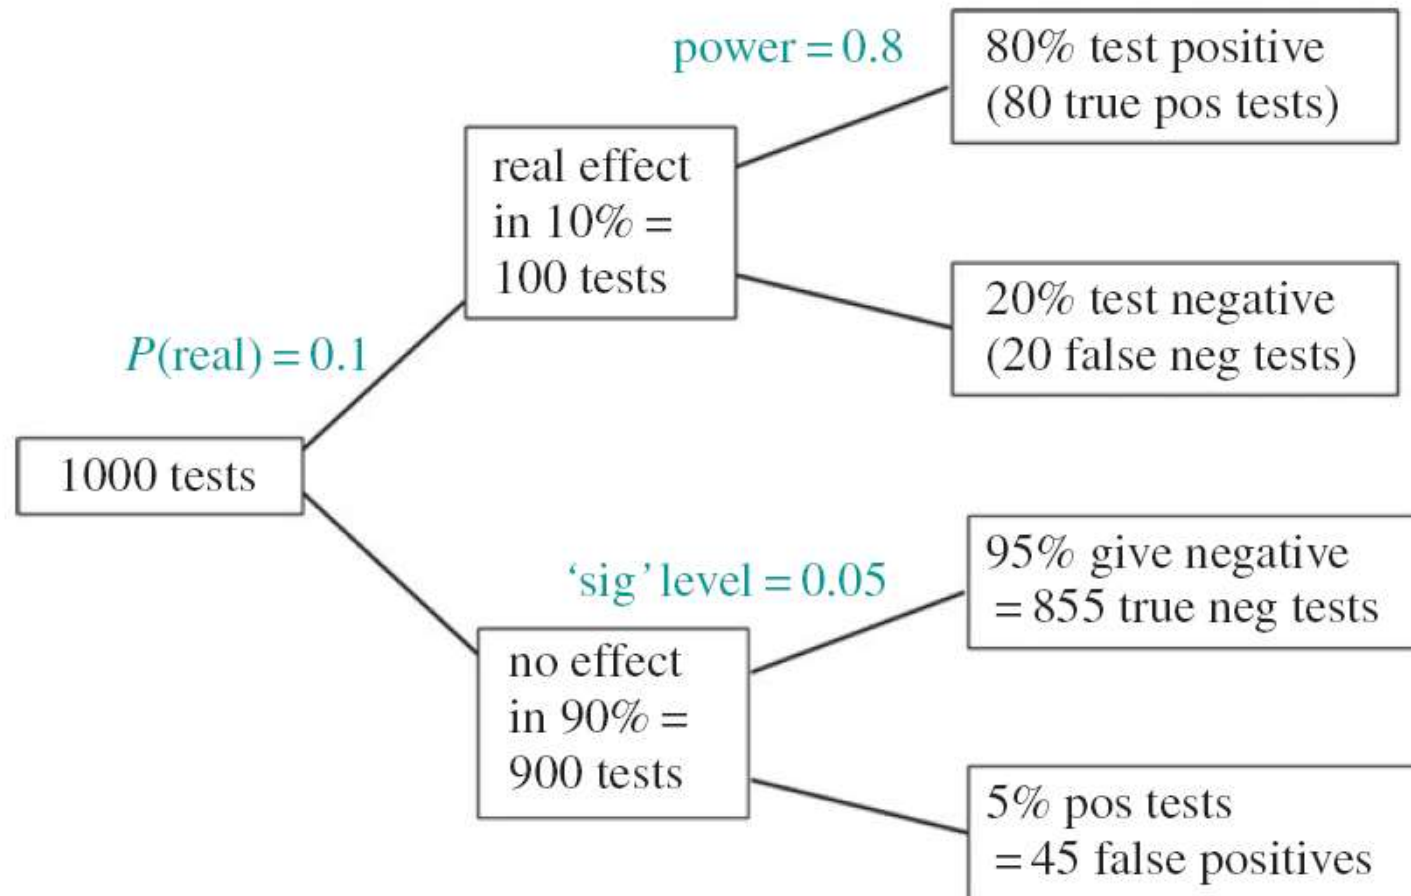 power = 0.8
80% test positive
(80 true pos tests)
real effect
in 10% =
100 tests
20% test negative
(20 false neg tests)
P(real) = 0.1
1000 tests
95% give negative
= 855 true neg tests
‘sig’ level = 0.05
no effect
in 90% =
900 tests
5% pos tests
= 45 false positives